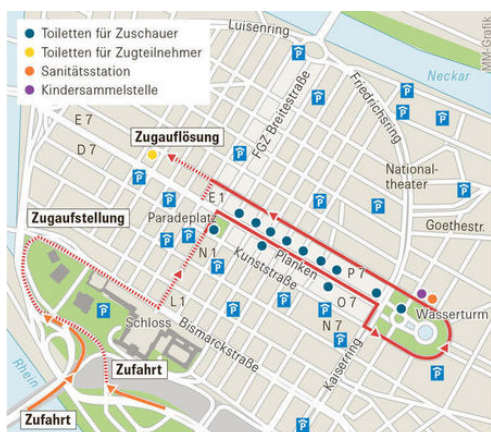 Toiletten für Zuschauer
Toiletten für Zugteilnehmer
Sanitätsstation
Kindersammelstelle
Luisenring
MM-Grafik
Neckar
FGZ Breitestraße
Friedrichsring
E 7
D 7
Zugauflösung
National-
theater
Goethestr.
E 1
Paradeplatz
Zugaufstellung
N 1
Planken
P 7
Kunststraße
L 1
O 7
Wasserturm
N 7
Schloss
Bismarckstraße
Kaiserring
Rhein
Zufahrt
Zufahrt
P